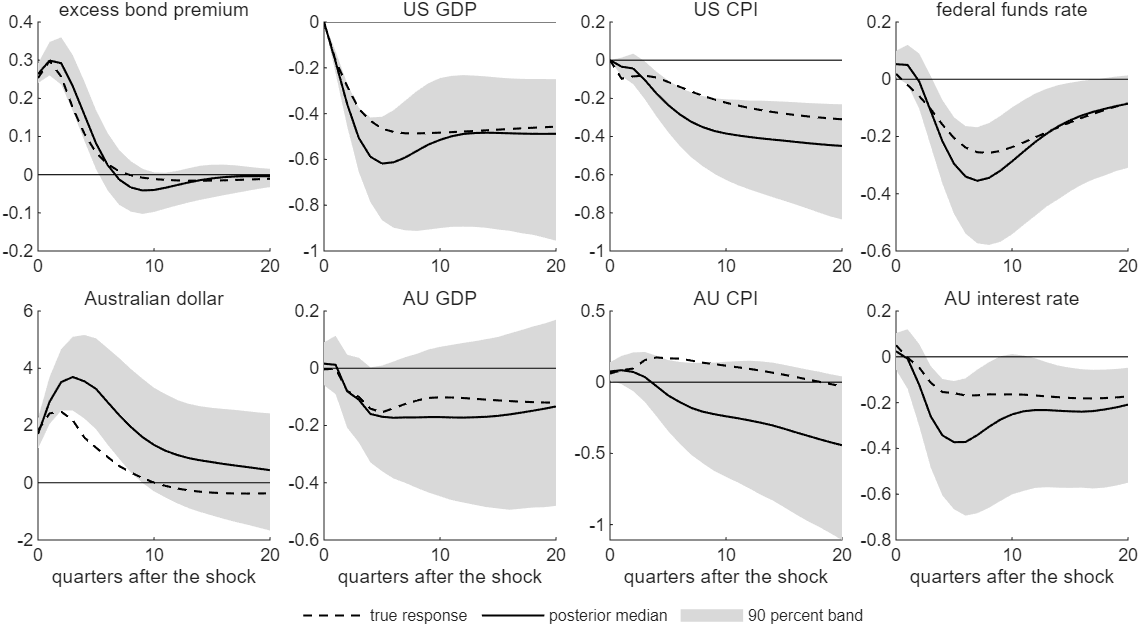 excess bond premium
0.4
0.3
0.2
0.1
0
-0.1
-0.2
0 10 20
US GDP
0
-0.2
-0.4
-0.6
-0.8
-1
0 10 20
US CPI
0.2
0
-0.2
-0.4
-0.6
-0.8
-1
0 10 20
federal funds rate
0.2
0
-0.2
-0.4
-0.6
0 10 20
Australian dollar
6
4
2
0
-2
0 10 20
quarters after the shock
AU GDP
0.2
0
-0.2
-0.4
-0.6
0 10 20
quarters after the shock
AU CPI
0.5
0
-0.5
-1
0 10 20
quarters after the shock
AU interest rate
0.2
0
-0.2
-0.4
-0.6
-0.8
0 10 20
quarters after the shock
true response posterior median 90 percent band